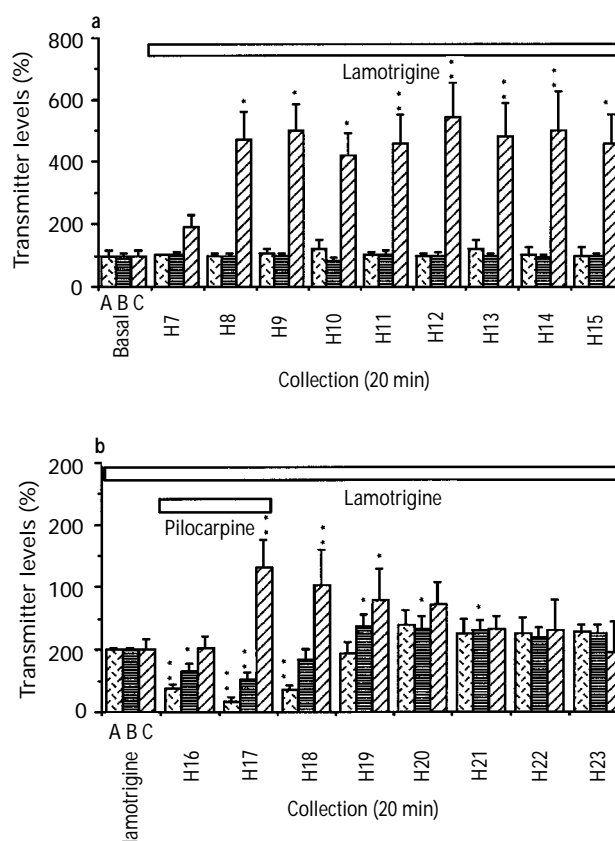 a
Transmitter levels (%)
800
600
400
200
0
Lamotrigine
* * * ** ** ** ** *
A B C
Basal
H7
H8
H9
H10
H11
H12
H13
H14
H15
Collection (20 min)
b
Transmitter levels (%)
200
200
100
200
0
Lamotrigine
Pilocarpine
A B C
lamotrigine
H16
H17
H18
H19
H20
H21
H22
H23
Collection (20 min)